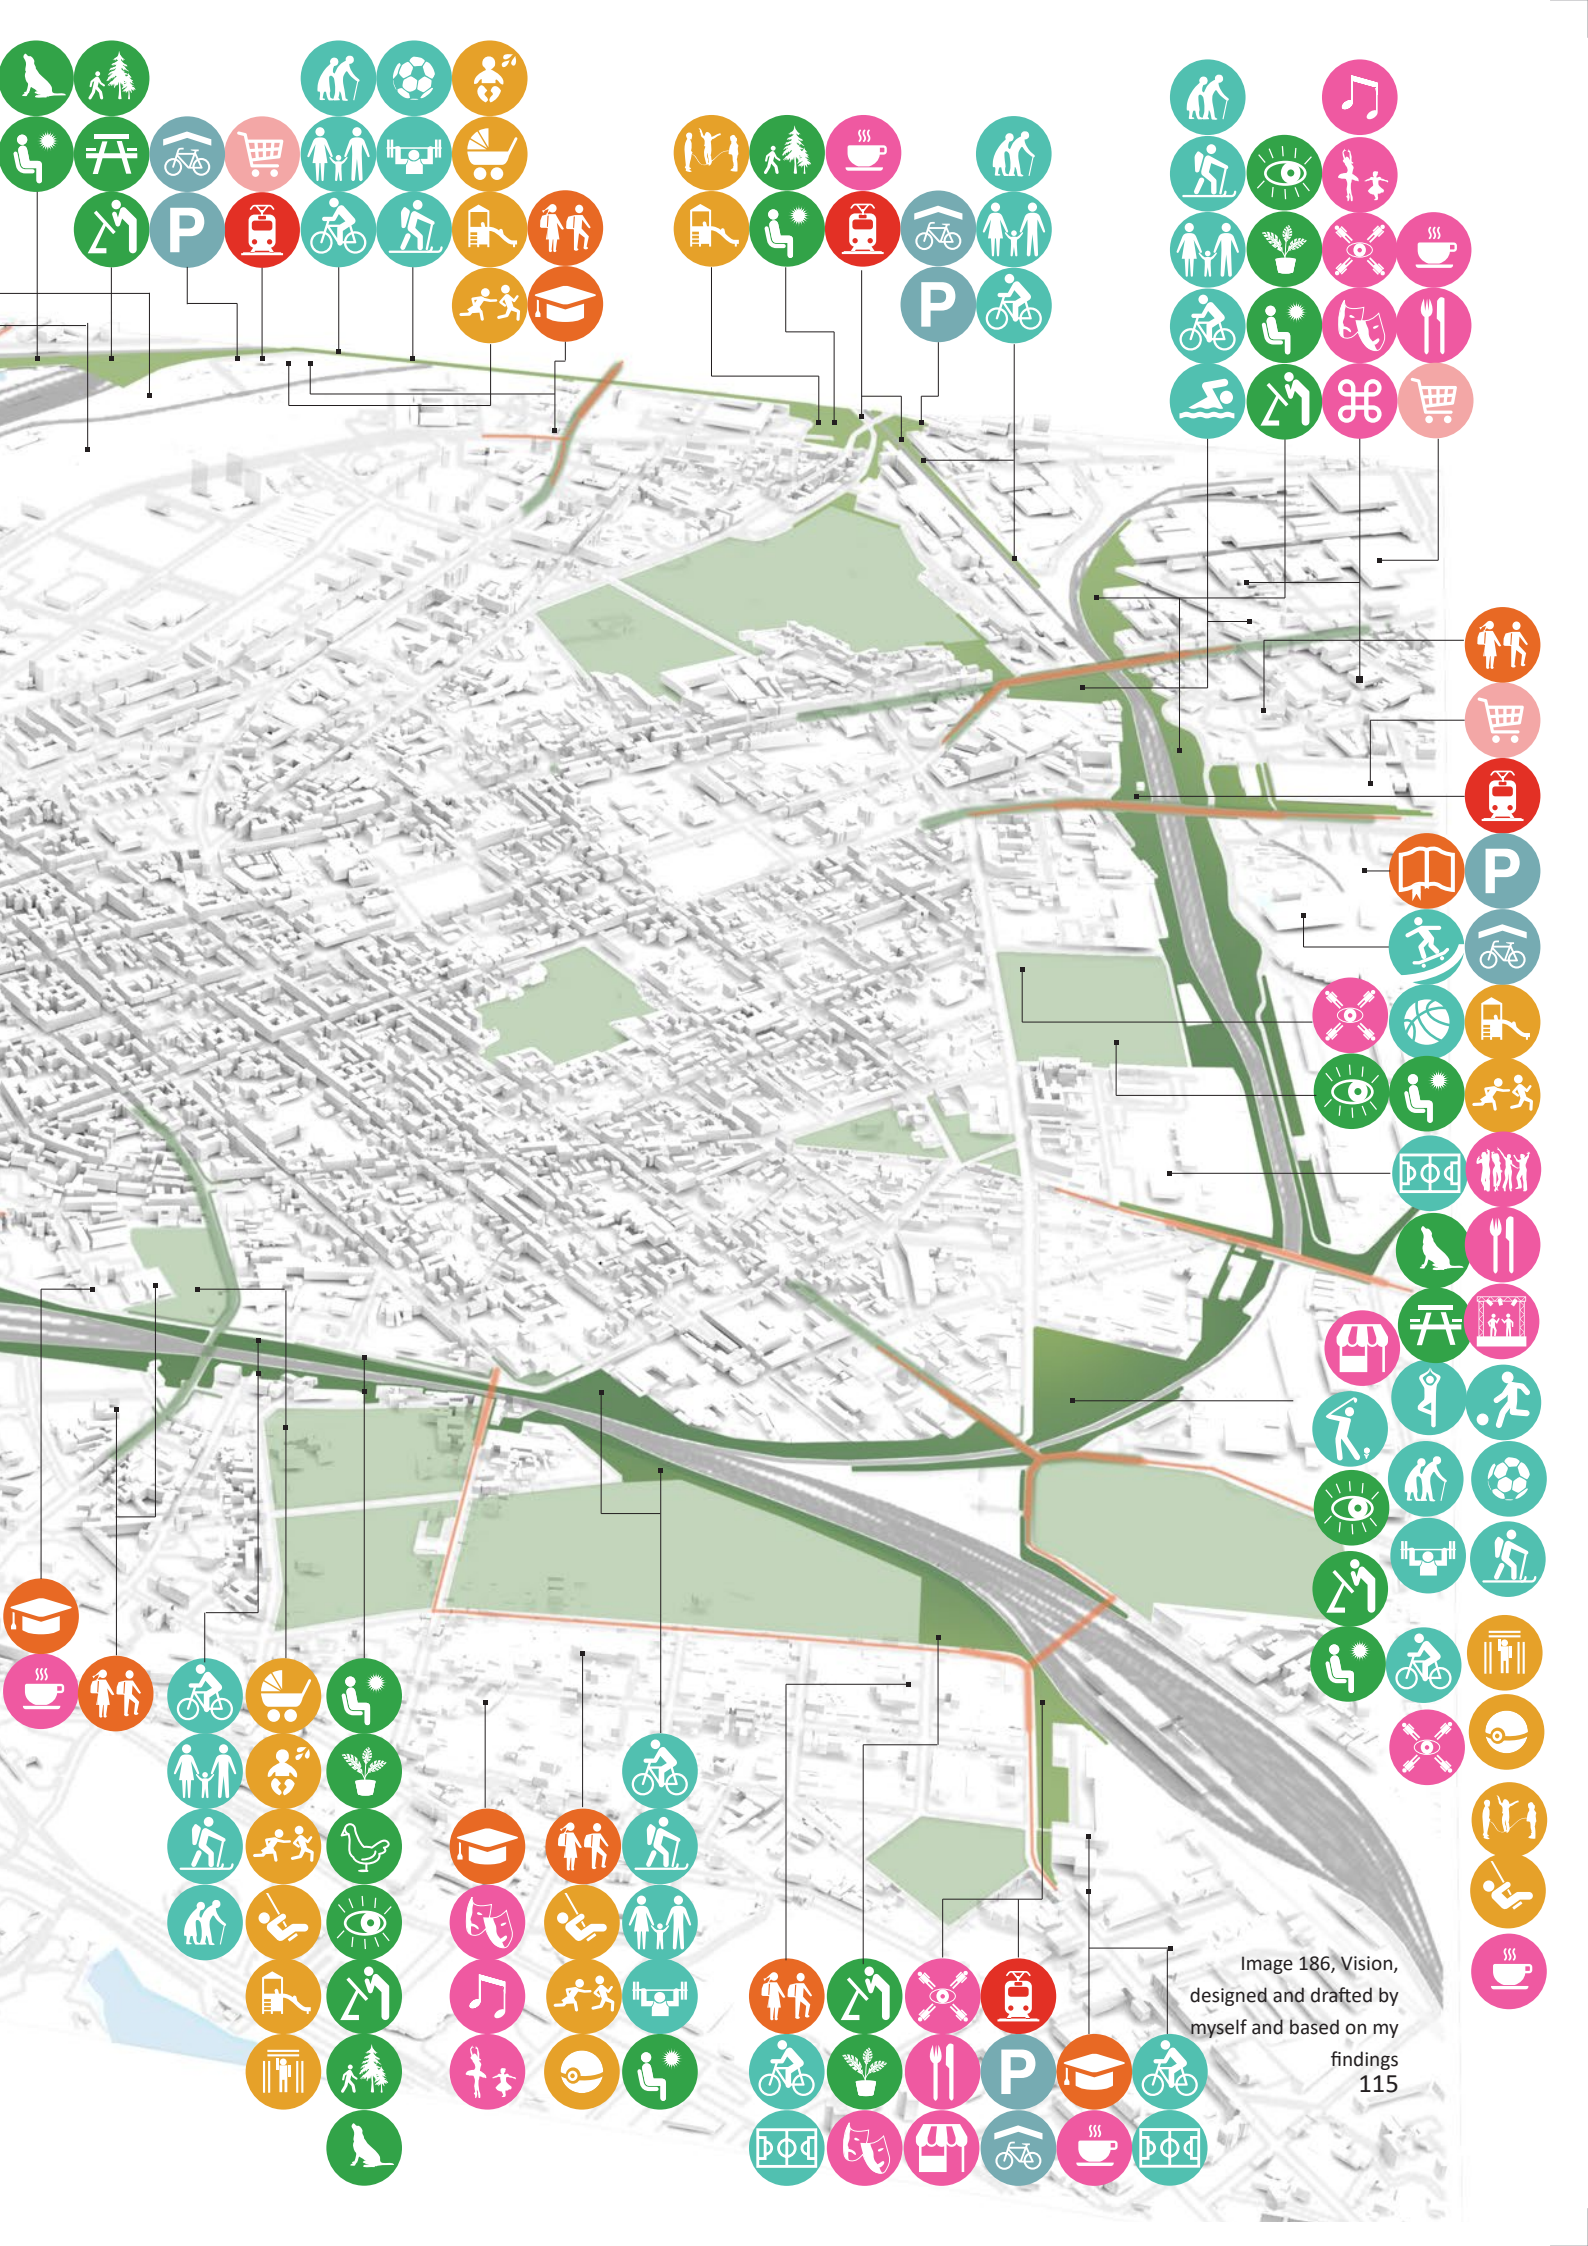 P
P
P
P
Image 186, Vision,
designed and drafted by
myself and based on my
findings
115